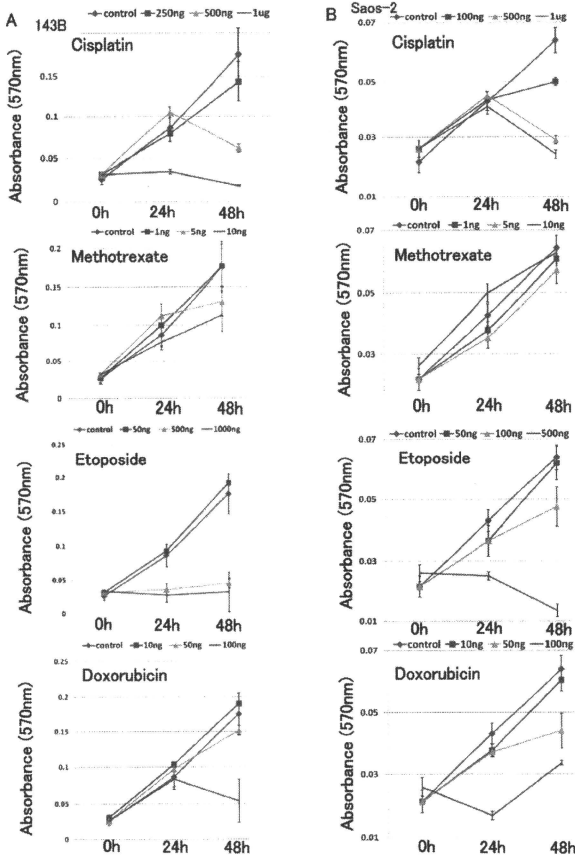 A
143B
control 250ng 500ng 1ug
Cisplatin
Absorbance (570nm)
0.15
0.1
0.05
0
0h 24h 48h
control 1ng 5ng 10ng
Methotrexate
Absorbance (570nm)
0.2
0.15
0.1
0.05
0
0h 24h 48h
control 50ng 500ng 1000ng
Etoposide
Absorbance (570nm)
0.25
0.2
0.15
0.1
0.05
0
0h 24h 48h
control 10ng 50ng 100ng
Doxorubicin
Absorbance (570nm)
0.25
0.2
0.15
0.1
0.05
0
0h 24h 48h
B
Saos-2
control 100ng 500ng 1ug
Cisplatin
Absorbance (570nm)
0.07
0.05
0.03
0.01
0h 24h 48h
control 1ng 5ng 10ng
Methotrexate
Absorbance (570nm)
0.07
0.05
0.03
0h 24h 48h
control 50ng 100ng 500ng
Etoposide
Absorbance (570nm)
0.07
0.05
0.03
0.01
0h 24h 48h
control 10ng 50ng 100ng
Doxorubicin
Absorbance (570nm)
0.07
0.05
0.03
0.01
0h 24h 48h